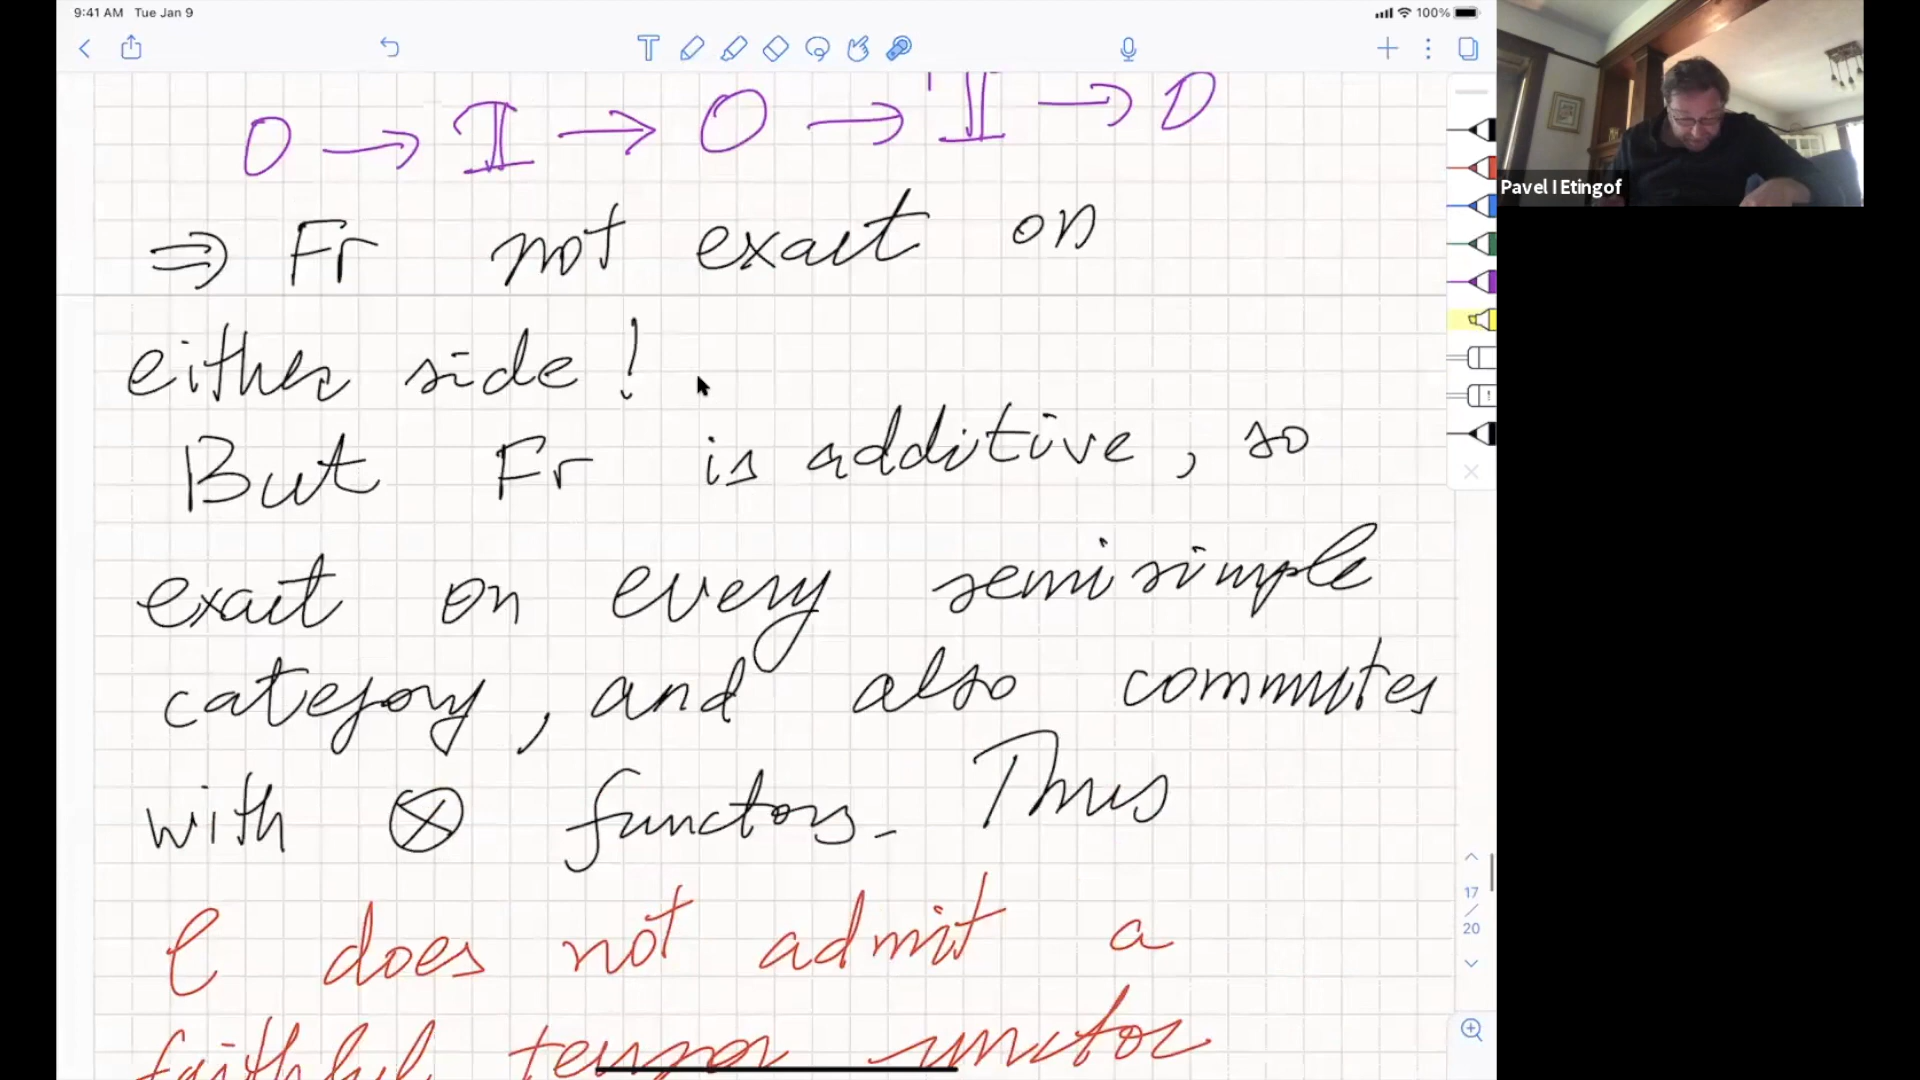 9:41 AM Tue Jan 9
100%
0 → 𝟙 → 0 → 𝟙 → 0
⇒ Fr not exact on
either side!
But Fr is additive, so
exact on every semisimple
category, and also commutes
with ⊗ functors. Thus
C does not admit a
faithful tensor functor
17
/
20
Pavel I Etingof